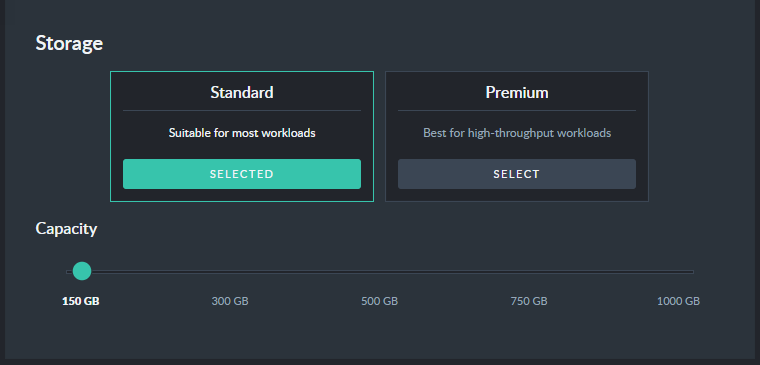 Storage
Standard
Suitable for most workloads
SELECTED
Premium
Best for high-throughput workloads
SELECT
Capacity
150 GB 300 GB 500 GB 750 GB 1000 GB